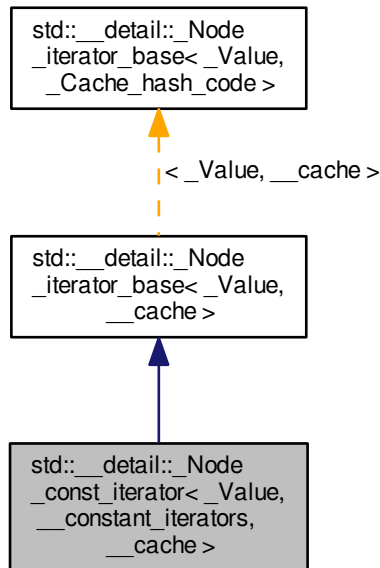 std::__detail::_Node
_iterator_base< _Value,
_Cache_hash_code >
< _Value, __cache >
std::__detail::_Node
_iterator_base< _Value,
__cache >
std::__detail::_Node
_const_iterator< _Value,
__constant_iterators,
__cache >